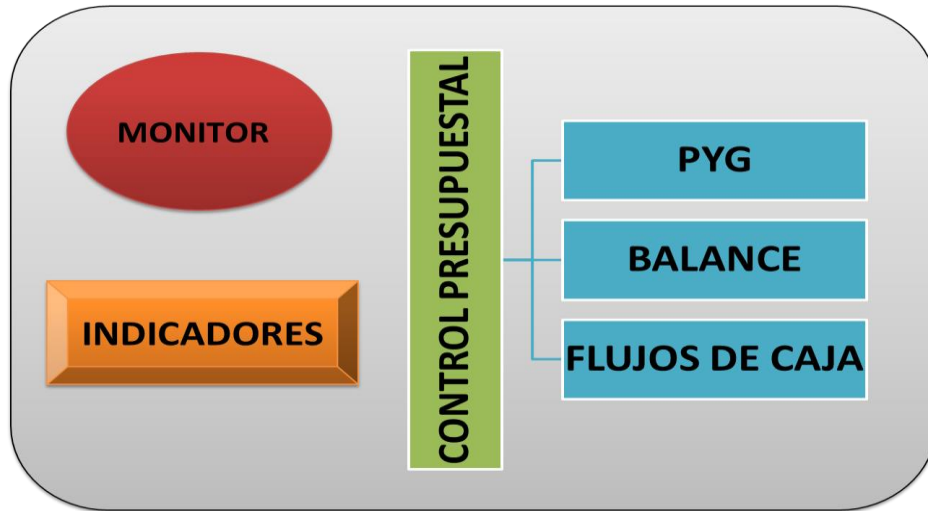 MONITOR
INDICADORES
CONTROL PRESUPUESTAL
PYG
BALANCE
FLUJOS DE CAJA